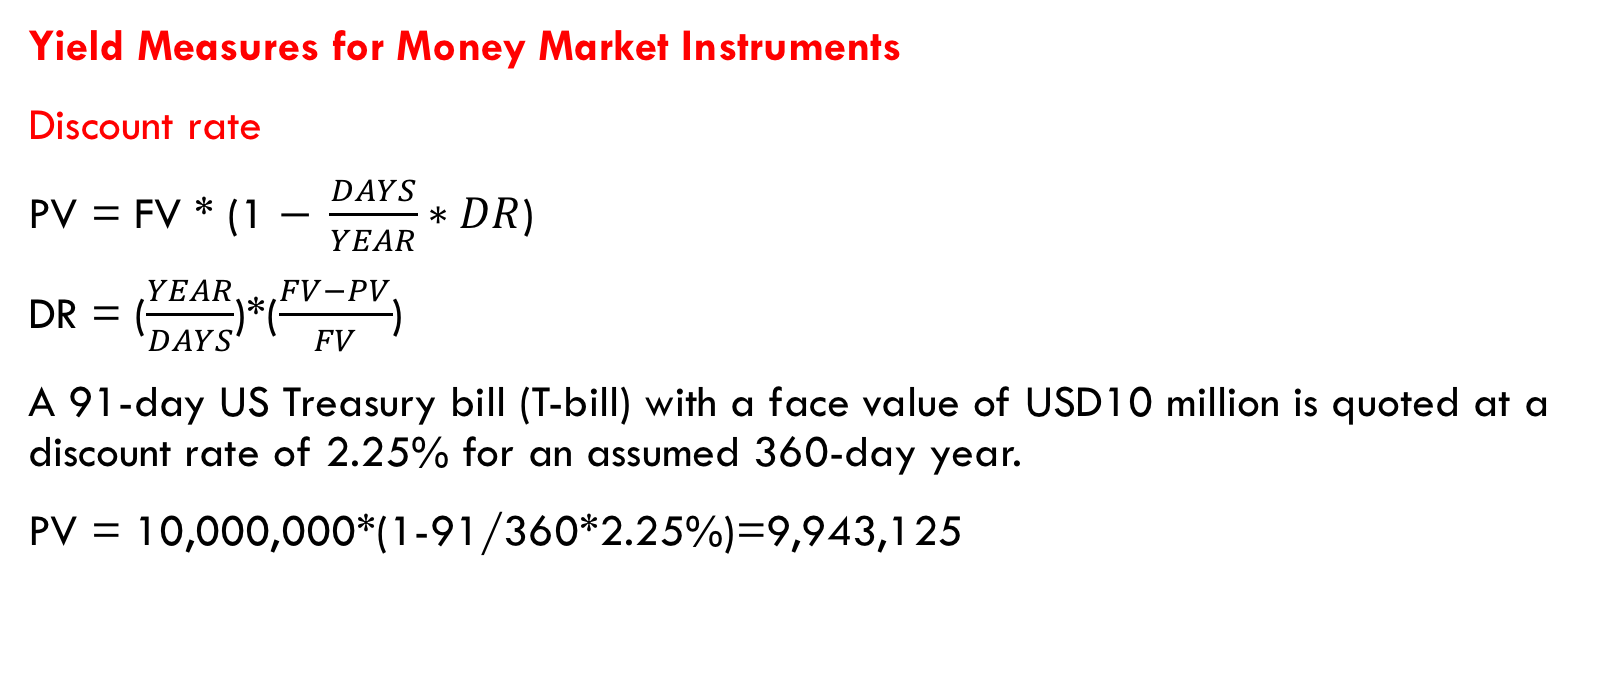 Yield Measures for Money Market Instruments
Discount rate
PV = FV * (1 − \frac{DAYS}{YEAR} * DR)
DR = (\frac{YEAR}{DAYS})*(\frac{FV−PV}{FV})
A 91-day US Treasury bill (T-bill) with a face value of USD10 million is quoted at a
discount rate of 2.25% for an assumed 360-day year.
PV = 10,000,000*(1-91/360*2.25%)=9,943,125